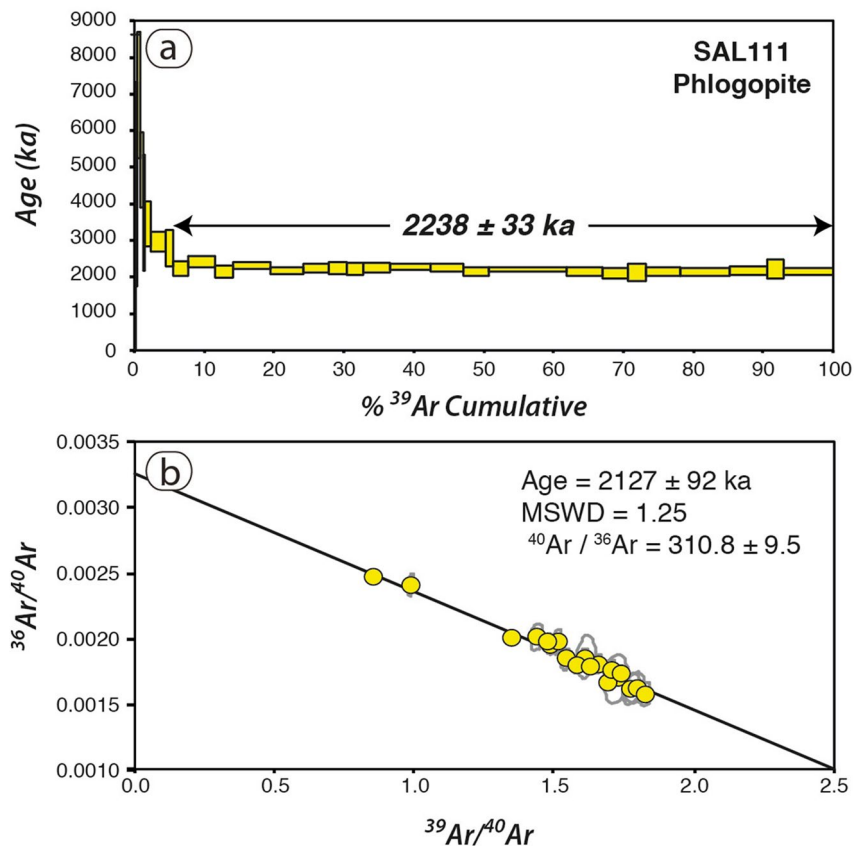 9000
8000
7000
6000
5000
4000
3000
2000
1000
0
Age (ka)
a
SAL111
Phlogopite
2238 ± 33 ka
0 10 20 30 40 50 60 70 80 90 100
% ³⁹Ar Cumulative
0.0035
0.0030
0.0025
0.0020
0.0015
0.0010
³⁶Ar/⁴⁰Ar
b
Age = 2127 ± 92 ka
MSWD = 1.25
⁴⁰Ar / ³⁶Ar = 310.8 ± 9.5
0.0 0.5 1.0 1.5 2.0 2.5
³⁹Ar/⁴⁰Ar